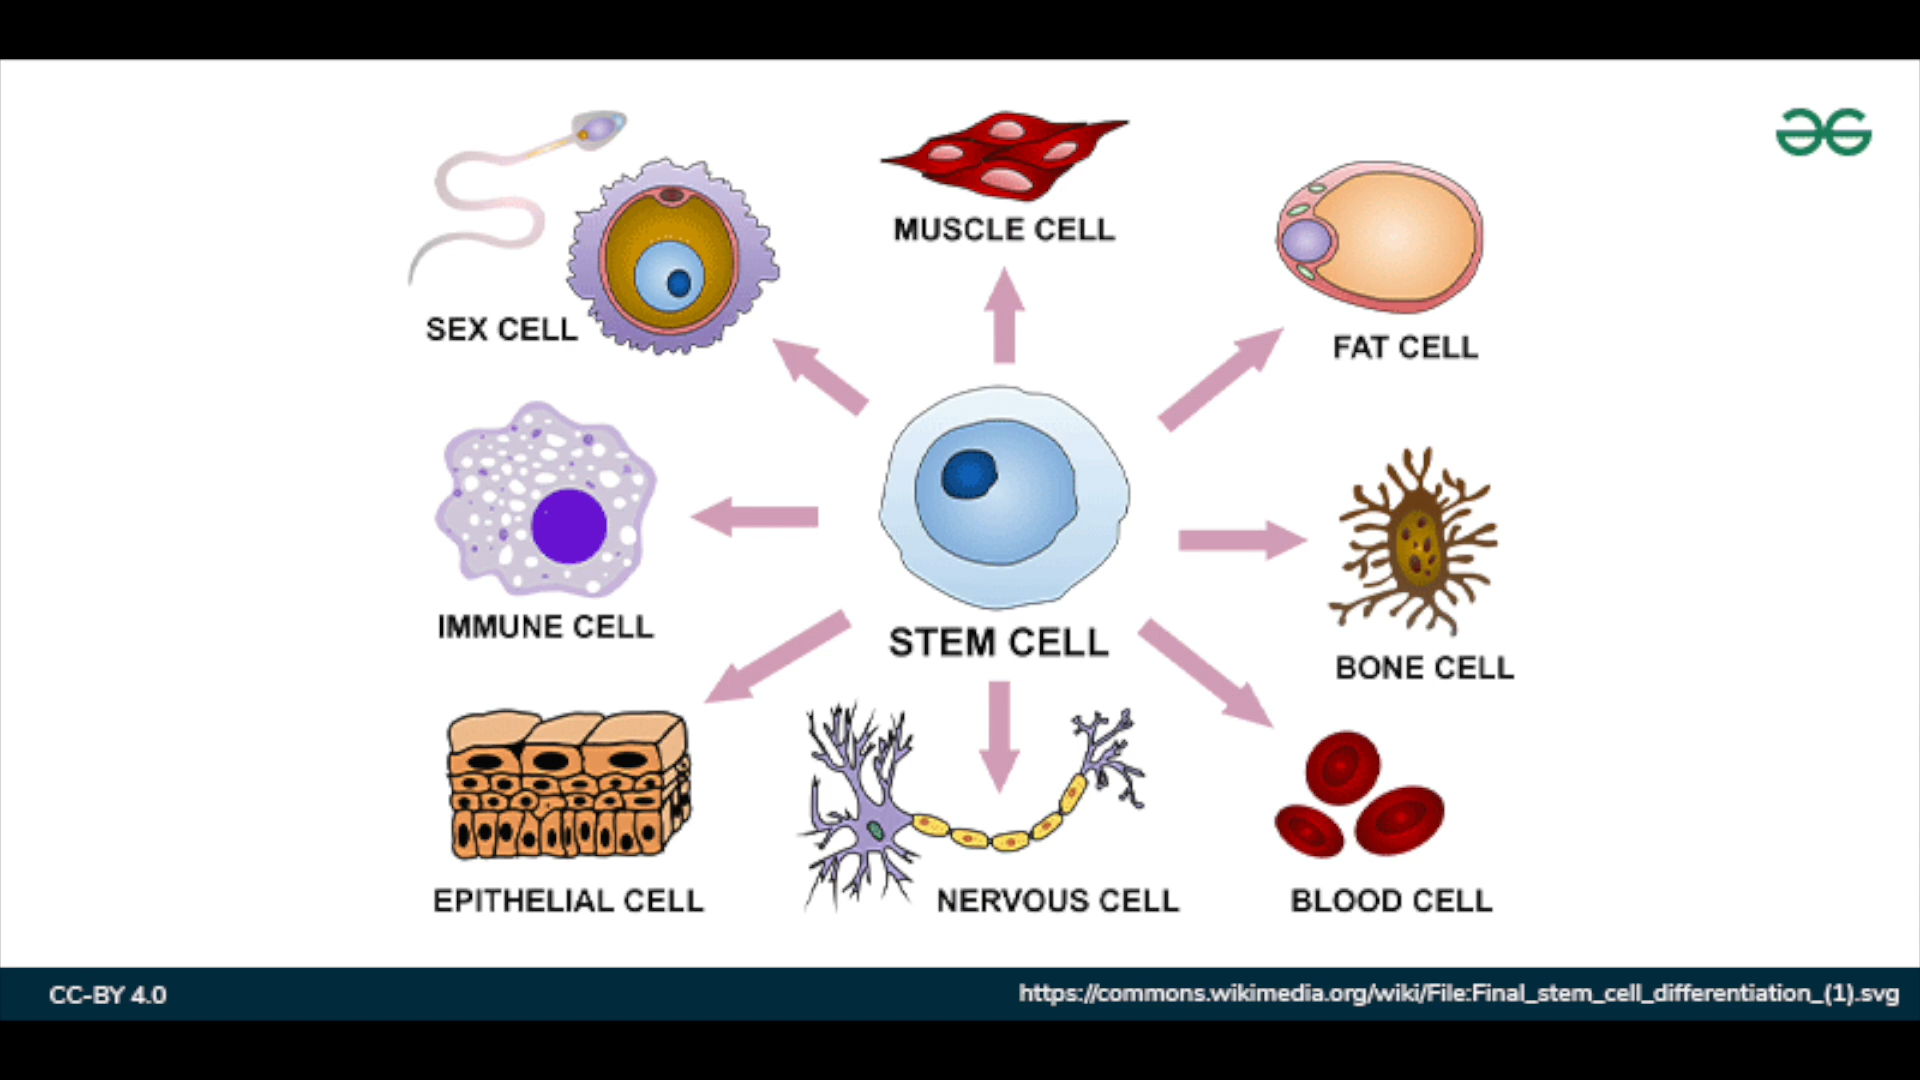 MUSCLE CELL
SEX CELL
FAT CELL
IMMUNE CELL
STEM CELL
BONE CELL
EPITHELIAL CELL
NERVOUS CELL
BLOOD CELL
CC-BY 4.0
https://commons.wikimedia.org/wiki/File:Final_stem_cell_differentiation_(1).svg